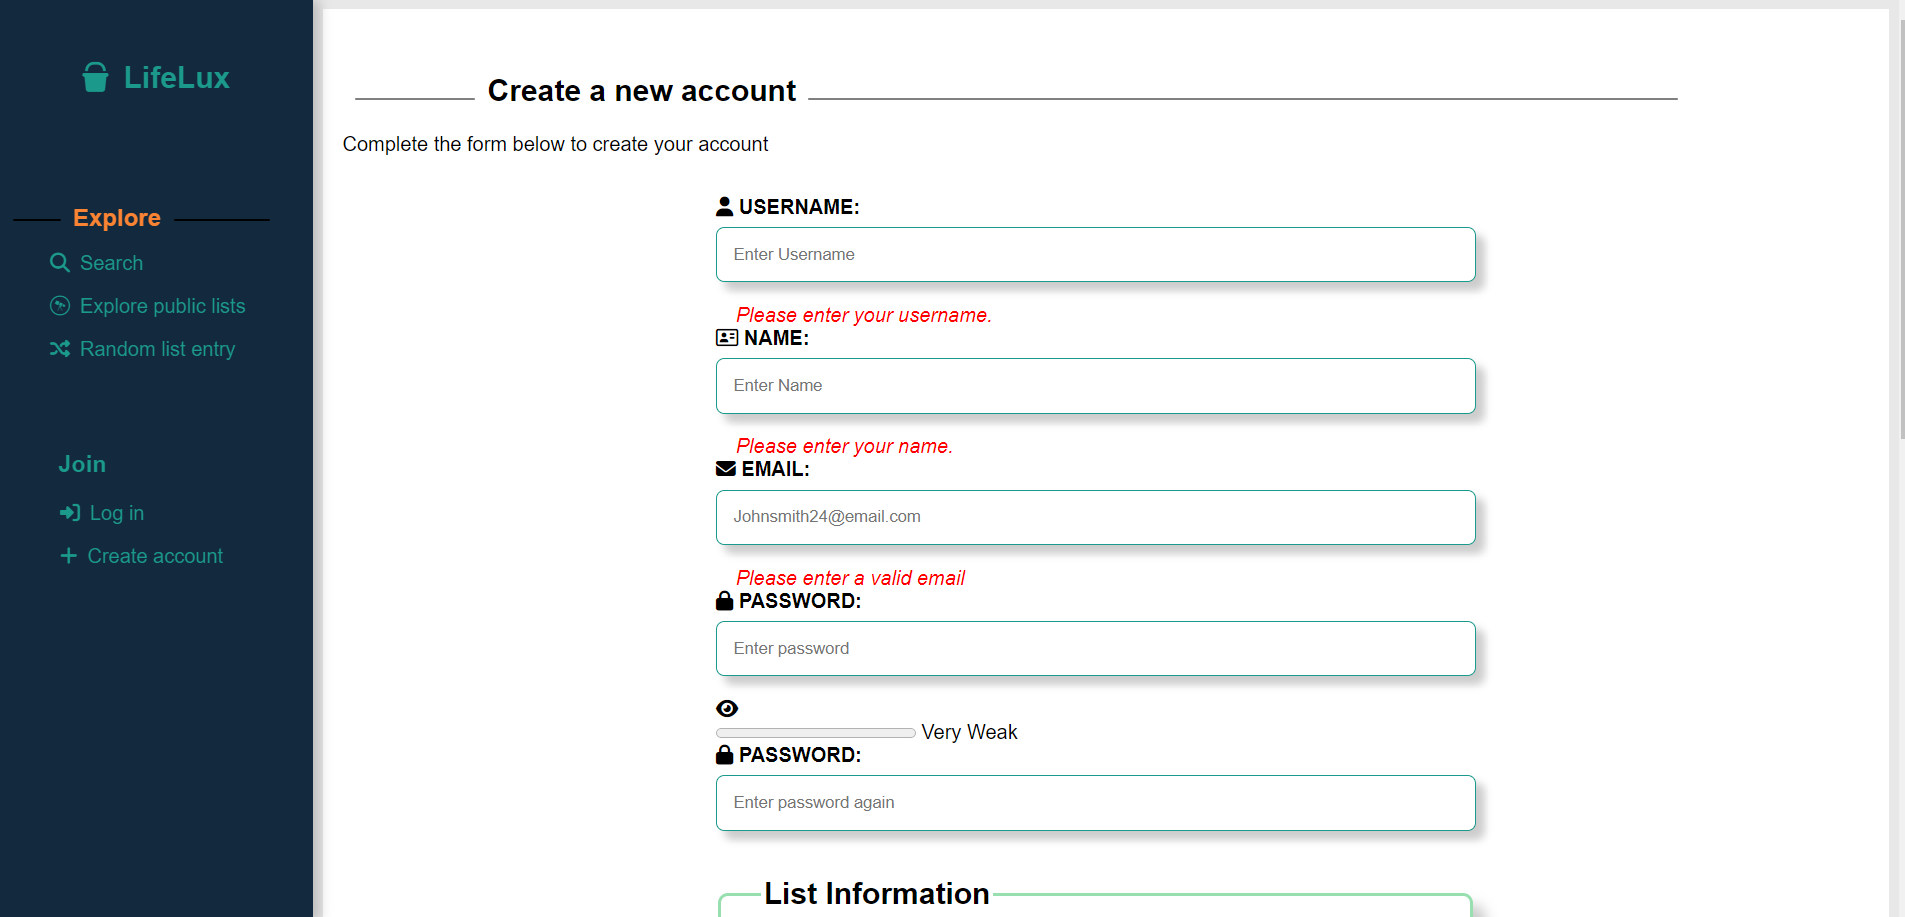 LifeLux
Explore
Search
Explore public lists
Random list entry
Join
Log in
Create account
Create a new account
Complete the form below to create your account
USERNAME:
Enter Username
Please enter your username.
NAME:
Enter Name
Please enter your name.
EMAIL:
Johnsmith24@email.com
Please enter a valid email
PASSWORD:
Enter password
Very Weak
PASSWORD:
Enter password again
List Information